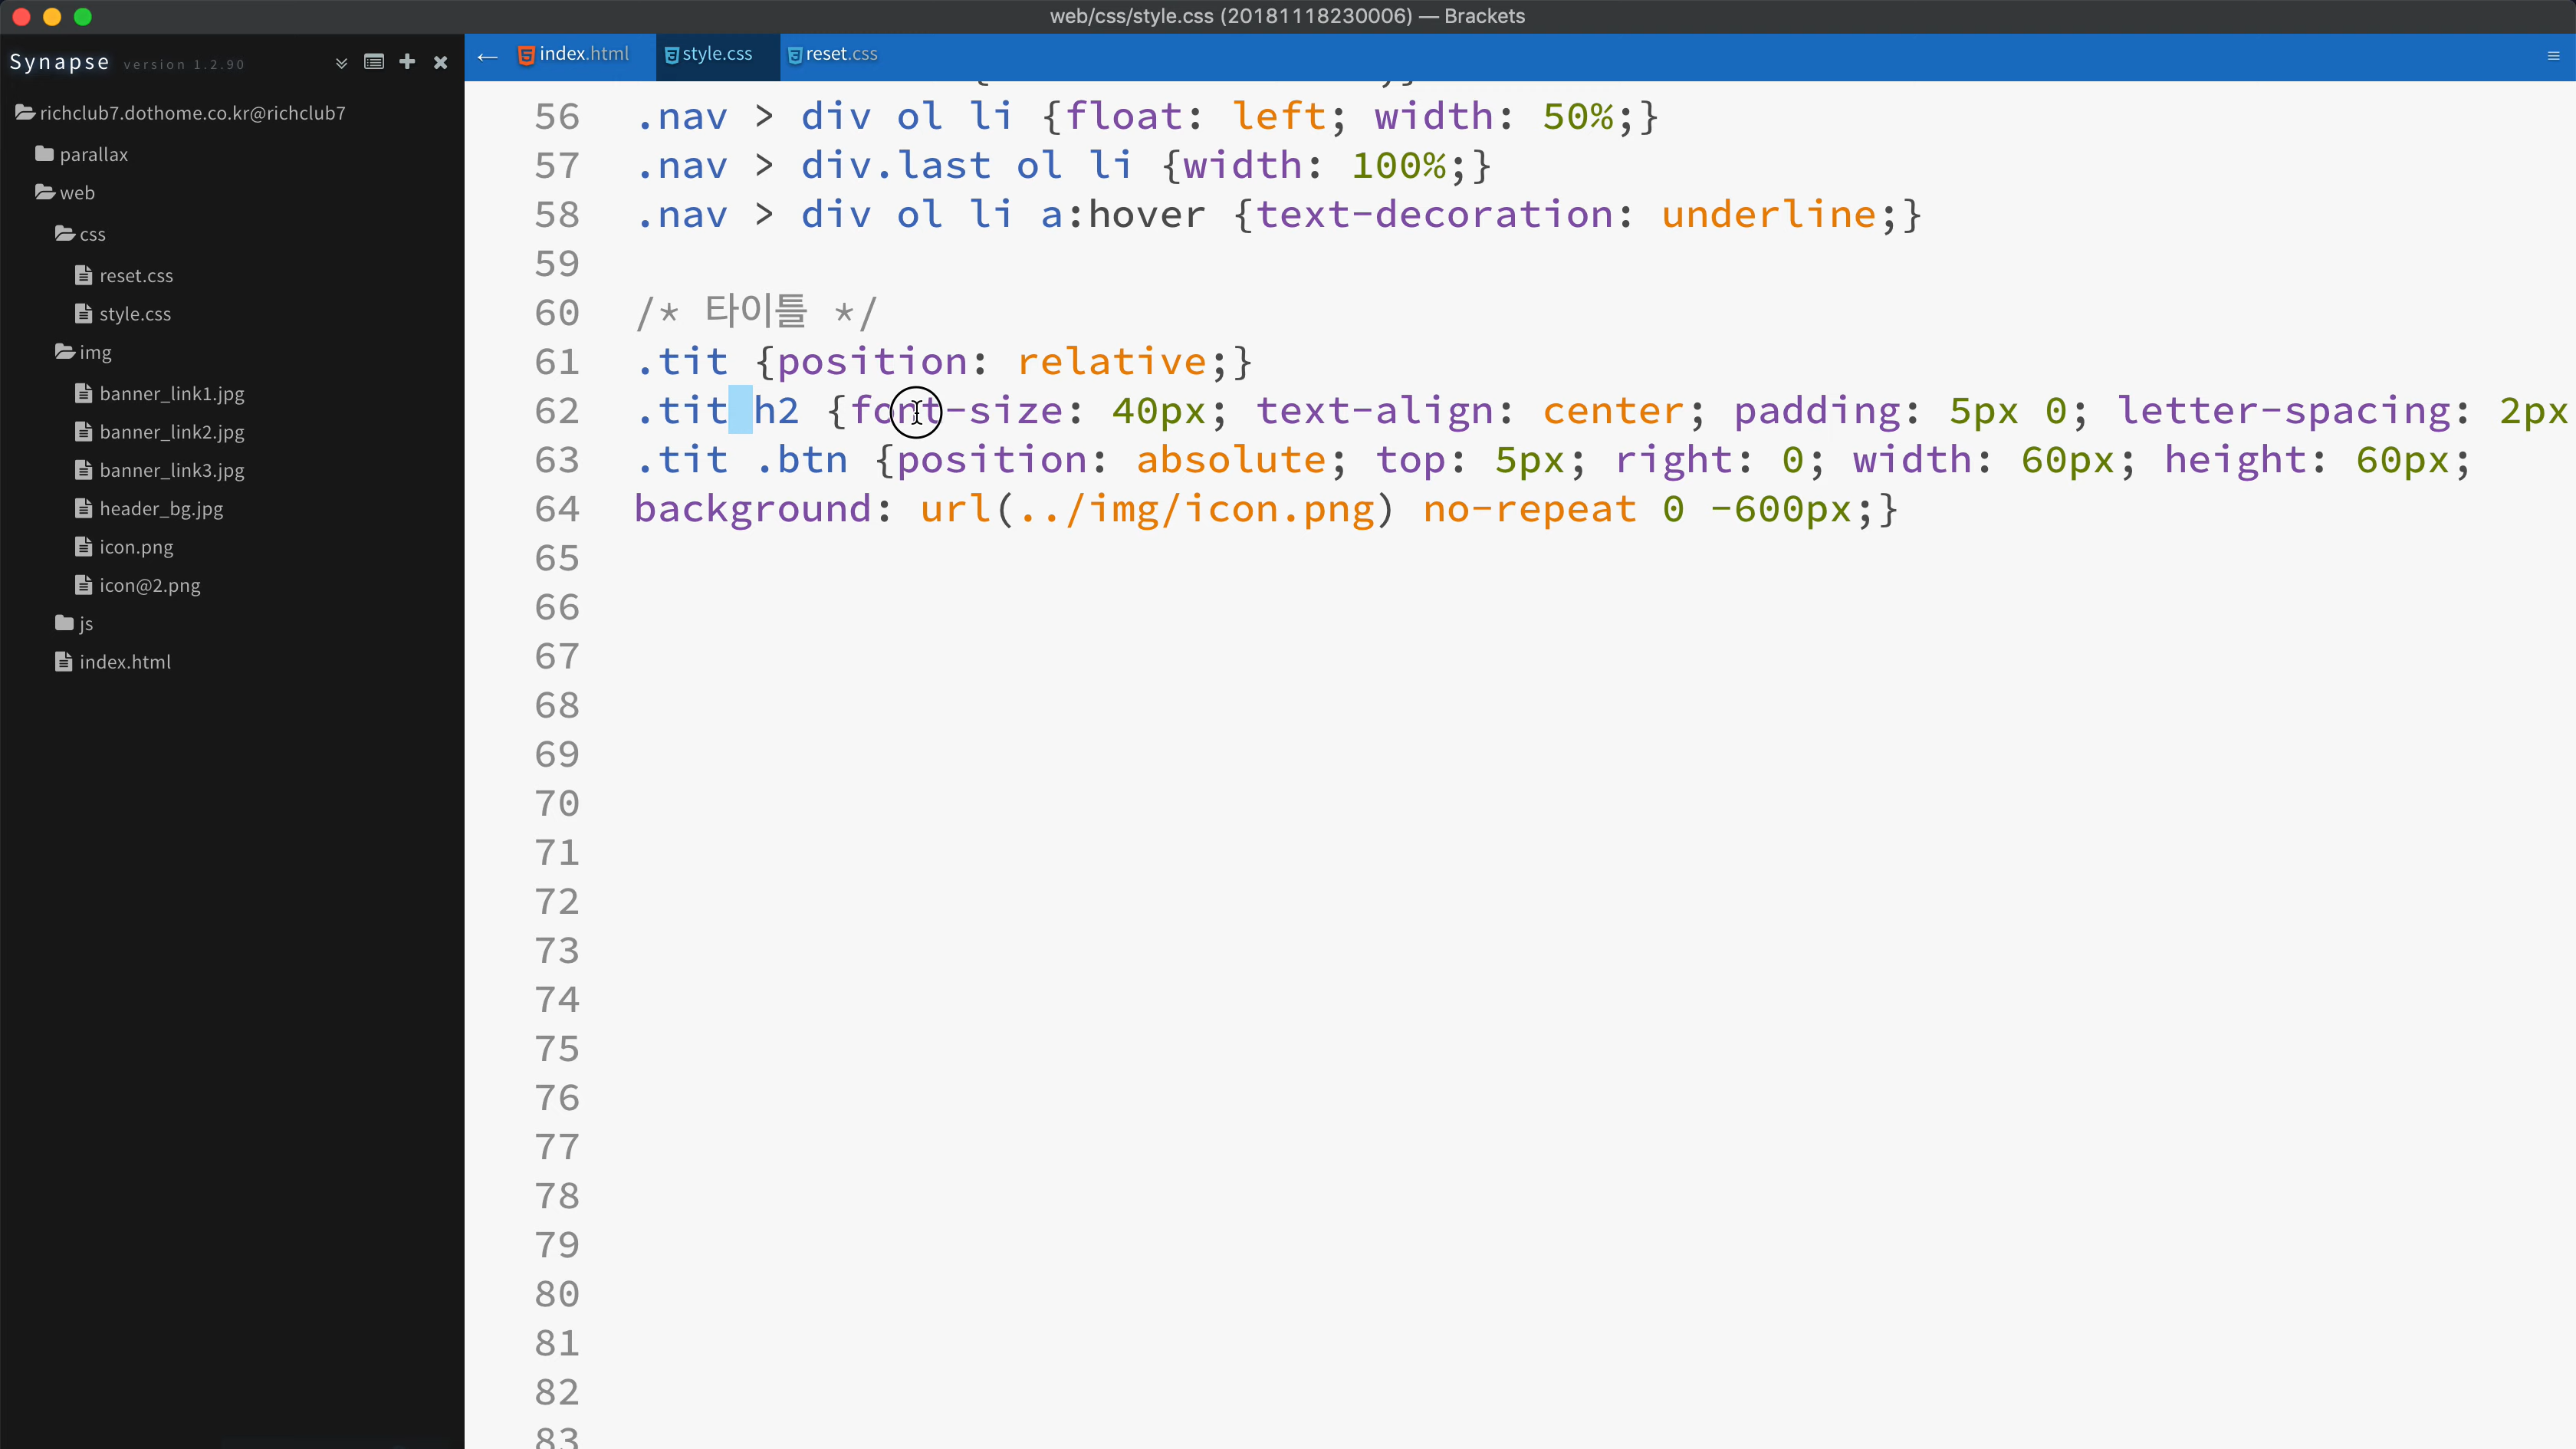 web/css/style.css (20181118230006) — Brackets
Synapse version 1.2.90
richclub7.dothome.co.kr@richclub7
parallax
web
css
reset.css
style.css
img
banner_link1.jpg
banner_link2.jpg
banner_link3.jpg
header_bg.jpg
icon.png
icon@2.png
js
index.html
index.html style.css reset.css
56 .nav > div ol li {float: left; width: 50%;}
57 .nav > div.last ol li {width: 100%;}
58 .nav > div ol li a:hover {text-decoration: underline;}
59
60 /* 타이틀 */
61 .tit {position: relative;}
62 .tit h2 {font-size: 40px; text-align: center; padding: 5px 0; letter-spacing: 2px
63 .tit .btn {position: absolute; top: 5px; right: 0; width: 60px; height: 60px;
64 background: url(../img/icon.png) no-repeat 0 -600px;}
65
66
67
68
69
70
71
72
73
74
75
76
77
78
79
80
81
82
83